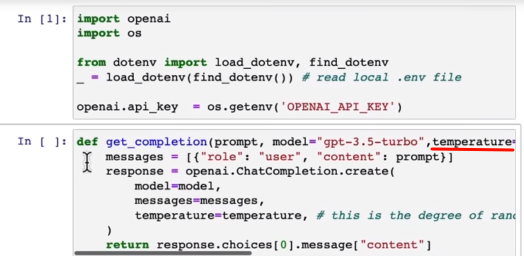 In [1]: import openai
import os
from dotenv import load_dotenv, find_dotenv
_ = load_dotenv(find_dotenv()) # read local .env file
openai.api_key  = os.getenv('OPENAI_API_KEY')
In [ ]: def get_completion(prompt, model="gpt-3.5-turbo",temperature=
messages = [{"role": "user", "content": prompt}]
response = openai.ChatCompletion.create(
model=model,
messages=messages,
temperature=temperature, # this is the degree of
)
return response.choices[0].message["content"]